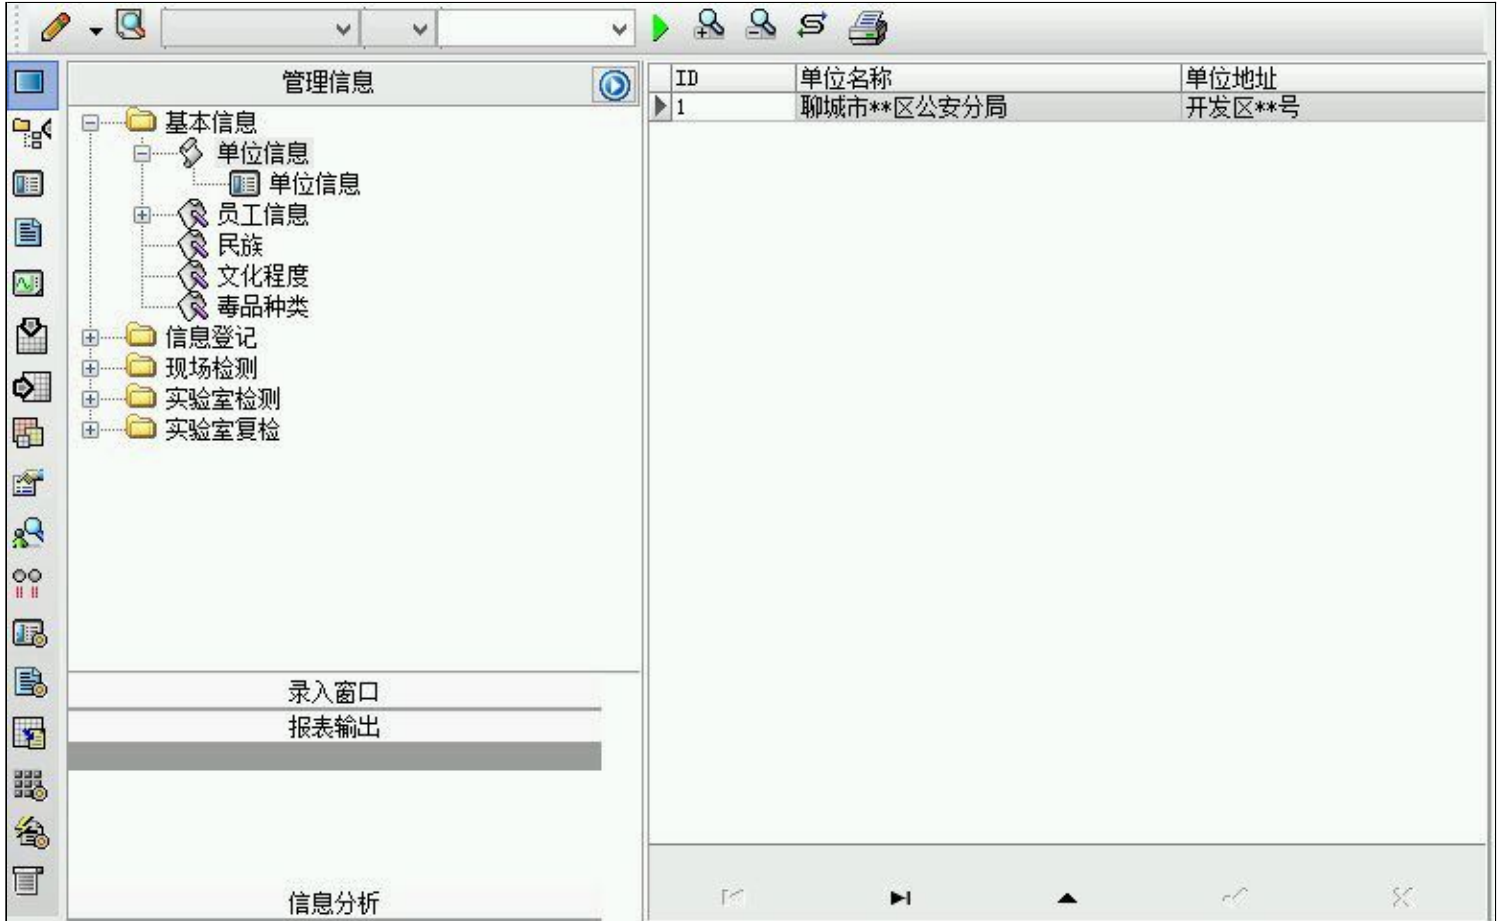 管理信息
基本信息
单位信息
单位信息
员工信息
民族
文化程度
毒品种类
信息登记
现场检测
实验室检测
实验室复检
录入窗口
报表输出
信息分析
ID 单位名称 单位地址
1 聊城市**区公安分局 开发区**号